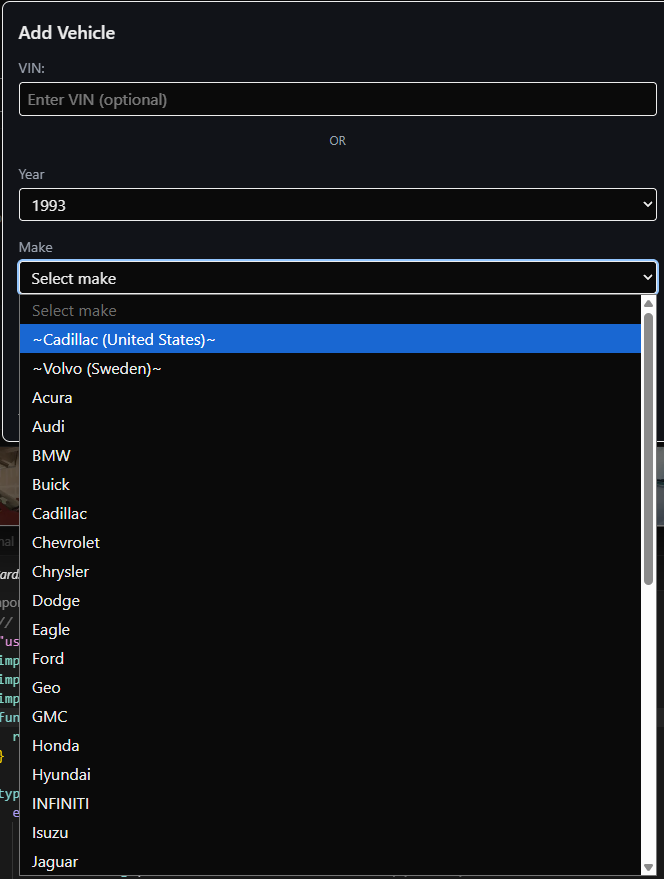 Add Vehicle
VIN:
Enter VIN (optional)
OR
Year
1993
Make
Select make
Select make
~Cadillac (United States)~
~Volvo (Sweden)~
Acura
Audi
BMW
Buick
Cadillac
Chevrolet
Chrysler
Dodge
Eagle
Ford
Geo
GMC
Honda
Hyundai
INFINITI
Isuzu
Jaguar